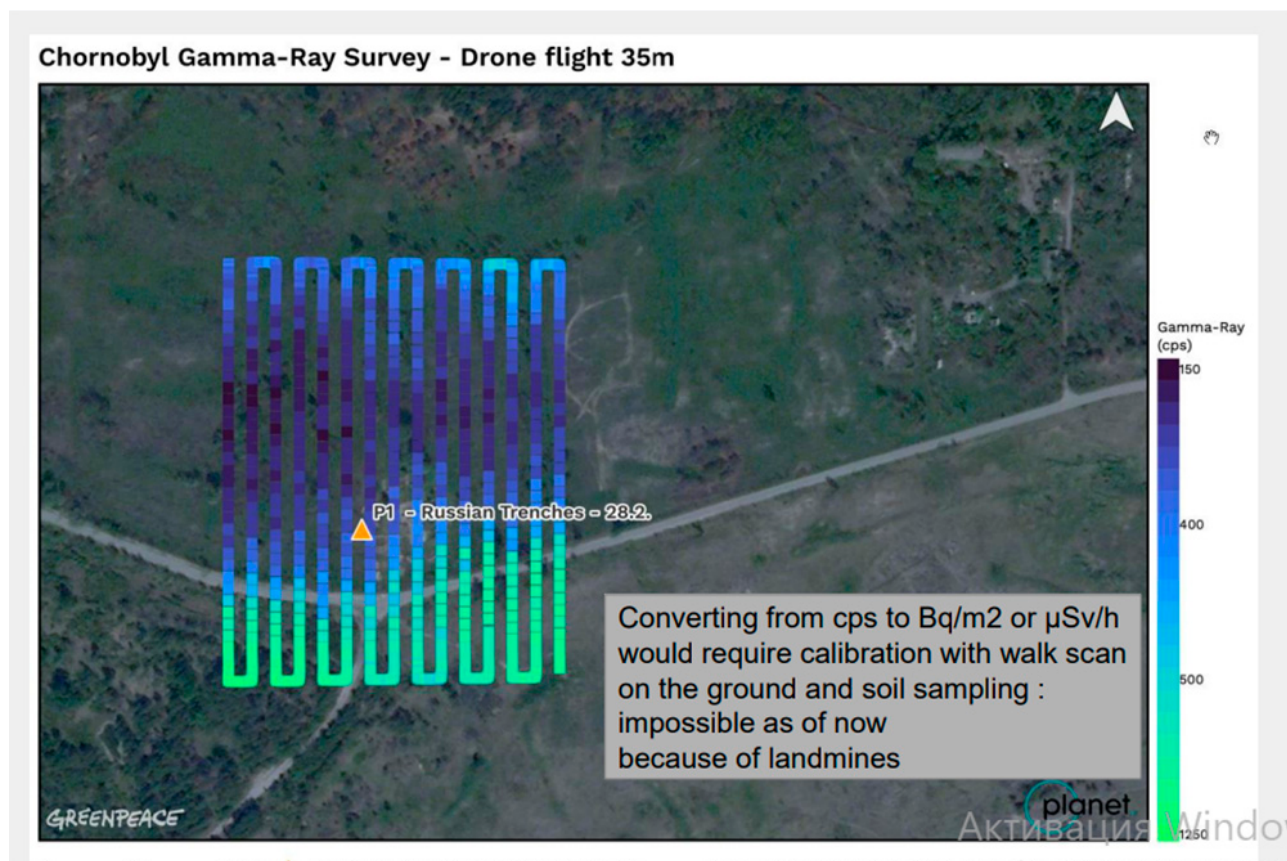 Chornobyl Gamma-Ray Survey - Drone flight 35m
Gamma-Ray
(cps)
150
400
P1 - Russian Trenches - 28.2.
Converting from cps to Bq/m2 or µSv/h
would require calibration with walk scan
on the ground and soil sampling :
impossible as of now
because of landmines
500
GREENPEACE
planet.
Активация Windo
1250